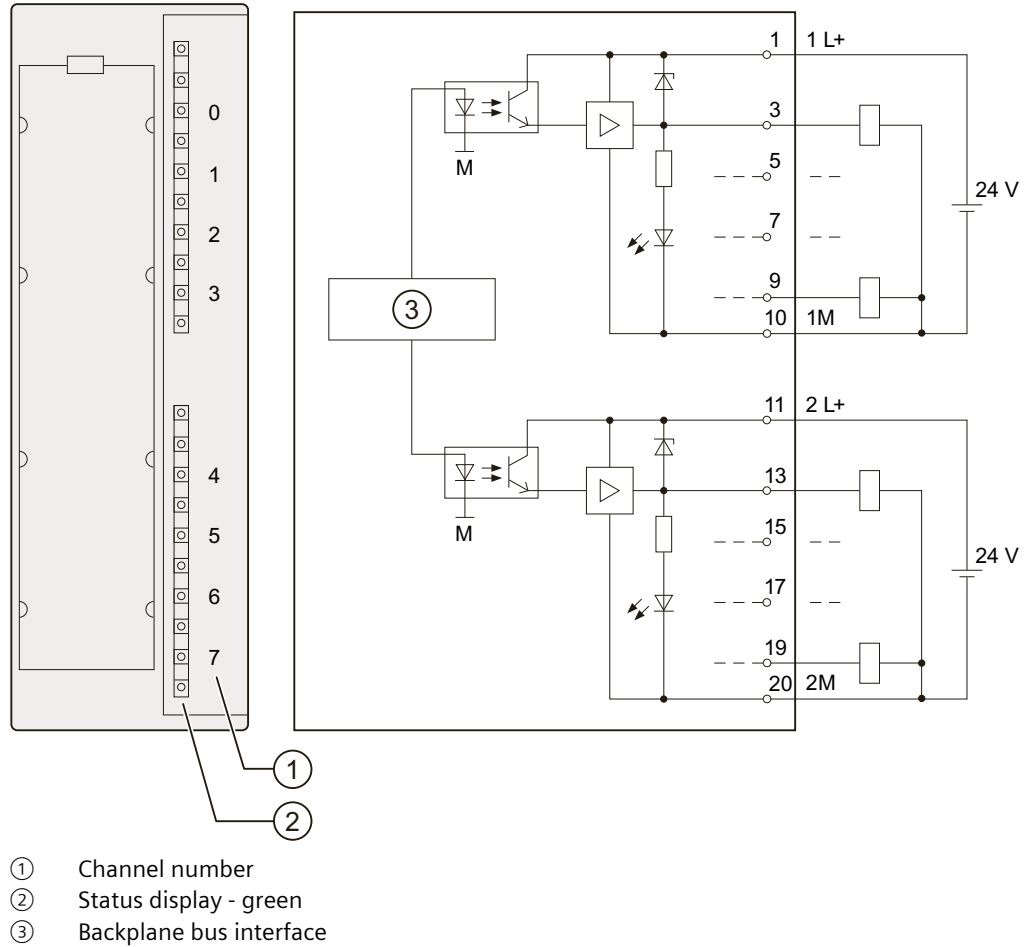 0
1
2
3
4
5
6
7
1 1 L+
3
M
5
24 V
7
9
3
10 1M
11 2 L+
13
M
15
24 V
17
19
20 2M
1
2
① Channel number
② Status display - green
③ Backplane bus interface